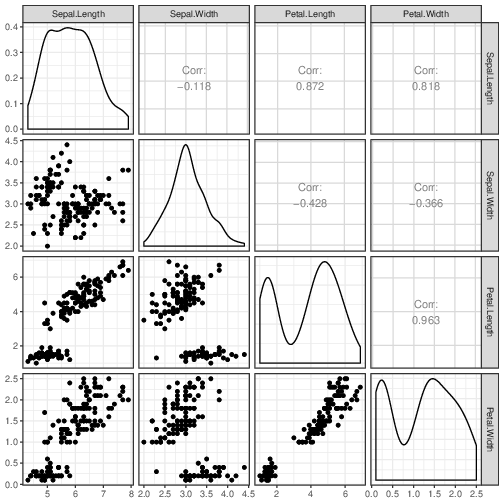 Sepal.Length Sepal.Width Petal.Length Petal.Width
0.4
0.3
0.2
0.1
0.0
Corr:
−0.118
Corr:
0.872
Corr:
0.818
Sepal.Length
4.5
4.0
3.5
3.0
2.5
2.0
Corr:
−0.428
Corr:
−0.366
Sepal.Width
6
4
2
Corr:
0.963
Petal.Length
2.5
2.0
1.5
1.0
0.5
0.0
Petal.Width
5 6 7 8 2.0 2.5 3.0 3.5 4.0 4.5 2 4 6 0.0 0.5 1.0 1.5 2.0 2.5